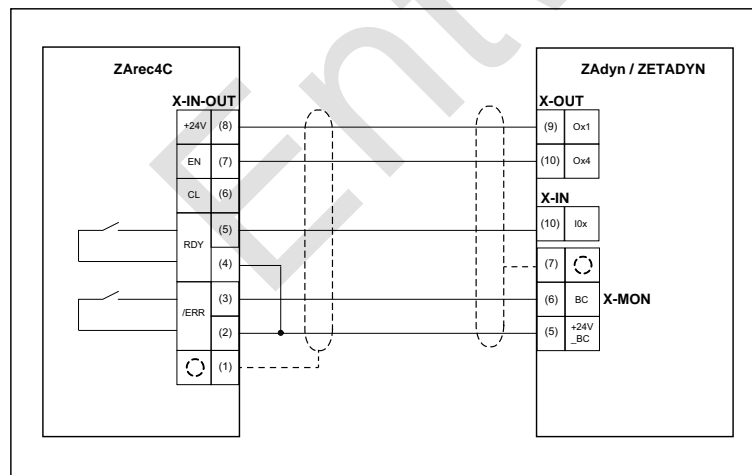 Ent
ZArec4C
ZAdyn / ZETADYN
X-IN-OUT
X-OUT
+24V (8)
(9) Ox1
EN (7)
(10) Ox4
CL (6)
X-IN
RDY
(5)
(10) I0x
(4)
(7)
/ERR
(3)
(6) BC
X-MON
(2)
(5) +24V
_BC
(1)